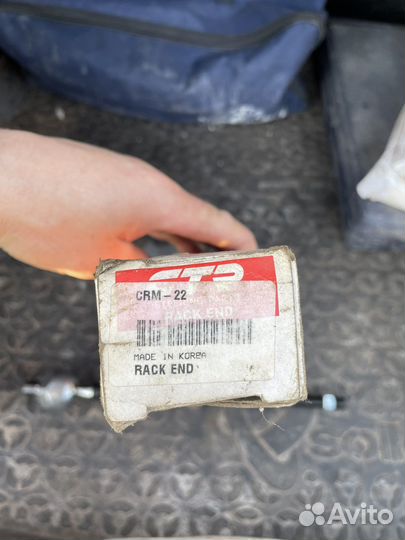 CTR
CRM-22
RACK END
MADE IN KOREA
RACK END
Avito